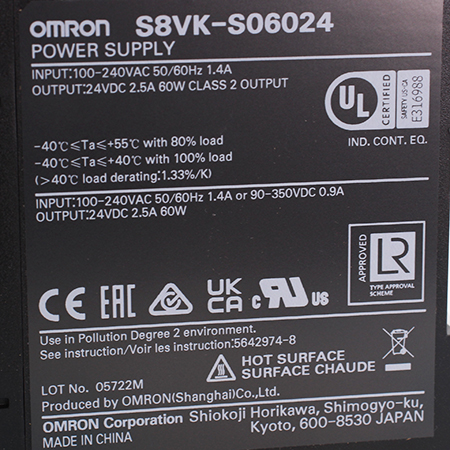 OMRON S8VK-S06024
POWER SUPPLY
INPUT:100-240VAC 50/60Hz 1.4A
OUTPUT:24VDC 2.5A 60W CLASS 2 OUTPUT
UL CERTIFIED SAFETY US-CA E316988
IND. CONT. EQ.
-40℃≤Ta≤+55℃ with 80% load
-40℃≤Ta≤+40℃ with 100% load
(>40℃ load derating:1.33%/K)
INPUT:100-240VAC 50/60Hz 1.4A or 90-350VDC 0.9A
OUTPUT:24VDC 2.5A 60W
APPROVED LR
TYPE APPROVAL
SCHEME
CE EAC UK CA c RU us
Use in Pollution Degree 2 environment.
See instruction/Voir les instruction:5642974-8
HOT SURFACE
SURFACE CHAUDE
LOT No. 05722M
Produced by OMRON(Shanghai)Co.,Ltd.
OMRON Corporation Shiokoji Horikawa, Shimogyo-ku,
Kyoto, 600-8530 JAPAN
MADE IN CHINA